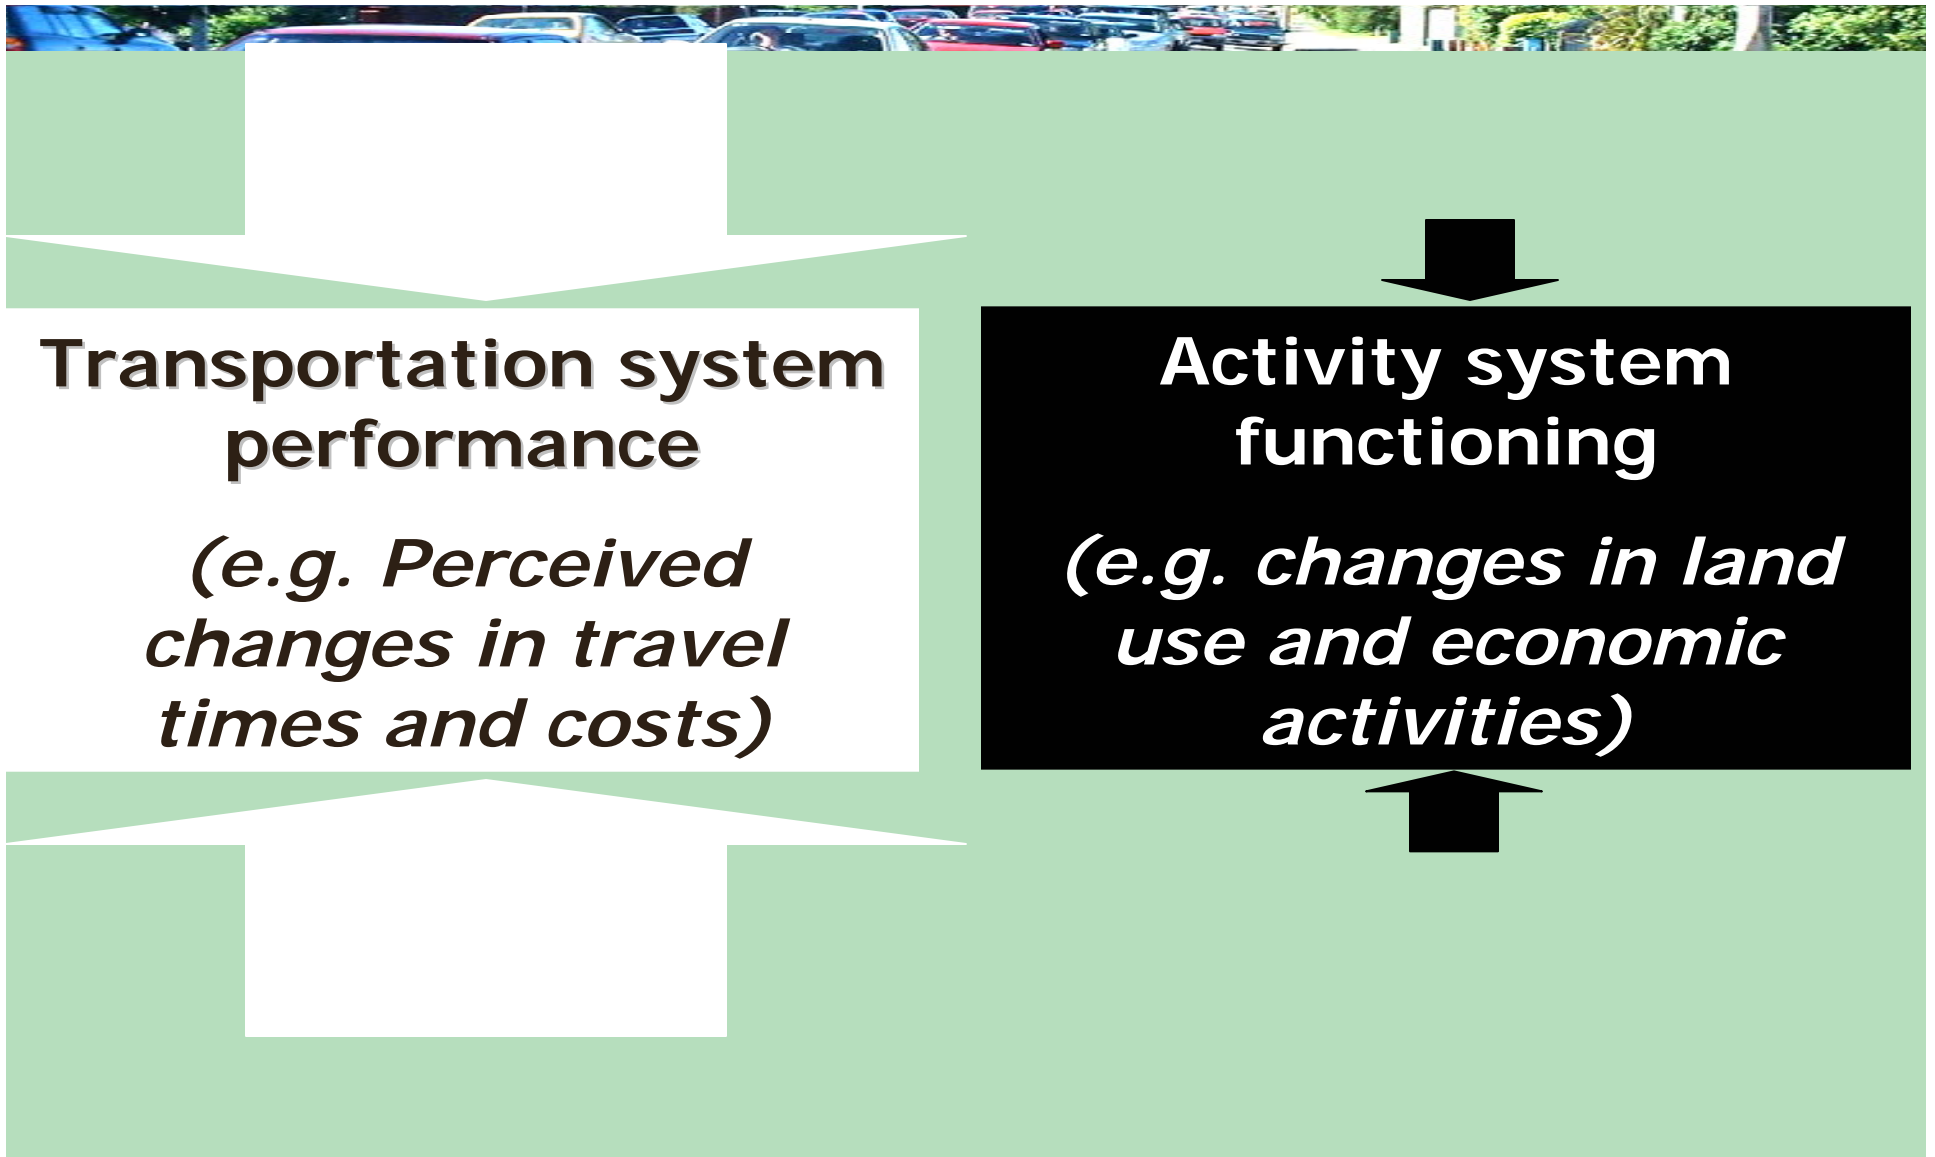 Transportation system
performance
(e.g. Perceived
changes in travel
times and costs)
Activity system
functioning
(e.g. changes in land
use and economic
activities)